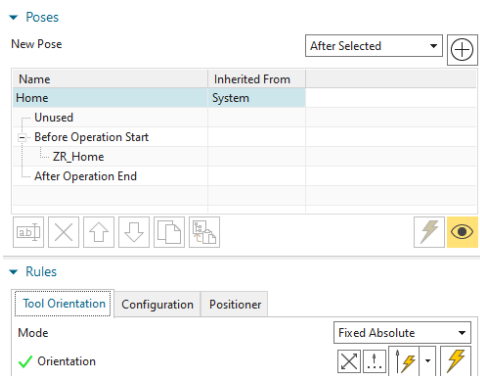 Poses
New Pose After Selected
Name Inherited From
Home System
Unused
Before Operation Start
ZR_Home
After Operation End
ab
Rules
Tool Orientation Configuration Positioner
Mode Fixed Absolute
Orientation